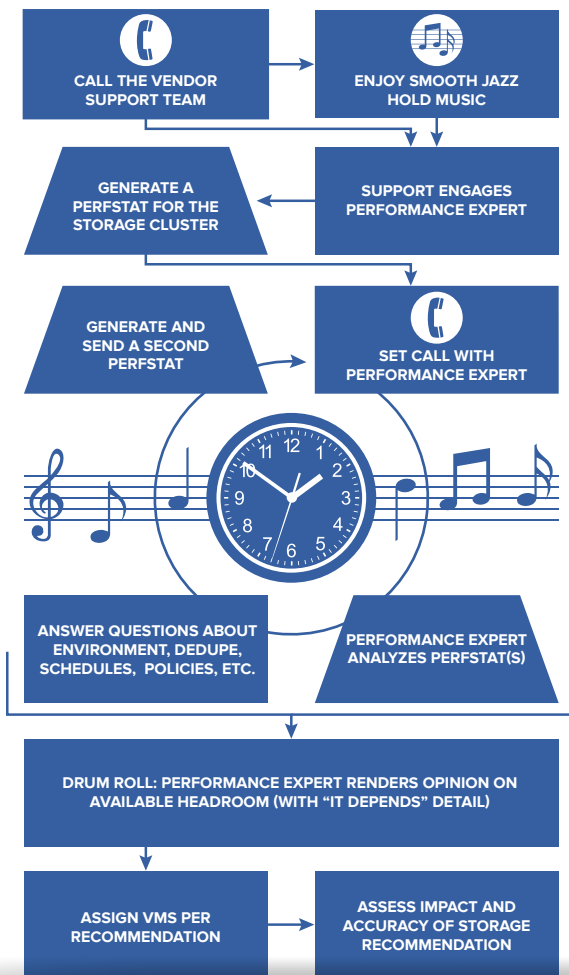 CALL THE VENDOR
SUPPORT TEAM
ENJOY SMOOTH JAZZ
HOLD MUSIC
GENERATE A
PERFSTAT FOR THE
STORAGE CLUSTER
SUPPORT ENGAGES
PERFORMANCE EXPERT
GENERATE AND
SEND A SECOND
PERFSTAT
SET CALL WITH
PERFORMANCE EXPERT
12
1
2
3
4
5
6
7
8
9
10
11
ANSWER QUESTIONS ABOUT
ENVIRONMENT, DEDUPE,
SCHEDULES, POLICIES, ETC.
PERFORMANCE EXPERT
ANALYZES PERFSTAT(S)
DRUM ROLL: PERFORMANCE EXPERT RENDERS OPINION ON
AVAILABLE HEADROOM (WITH “IT DEPENDS” DETAIL)
ASSIGN VMS PER
RECOMMENDATION
ASSESS IMPACT AND
ACCURACY OF STORAGE
RECOMMENDATION